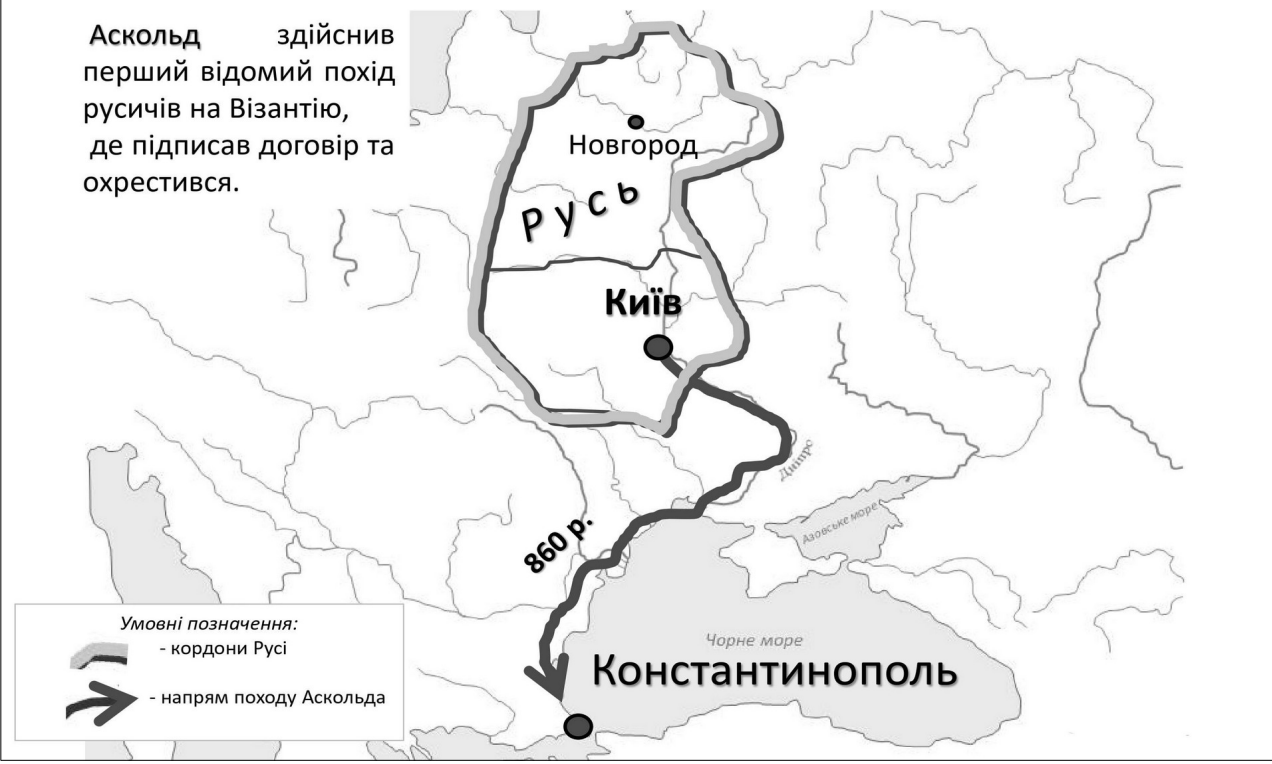 Аскольд здійснив
перший відомий похід
русичів на Візантію,
де підписав договір та
охрестився.
Новгород
Русь
Київ
Дніпро
860 р.
Азовське море
Чорне море
Константинополь
Умовні позначення:
- кордони Русі
- напрям походу Аскольда